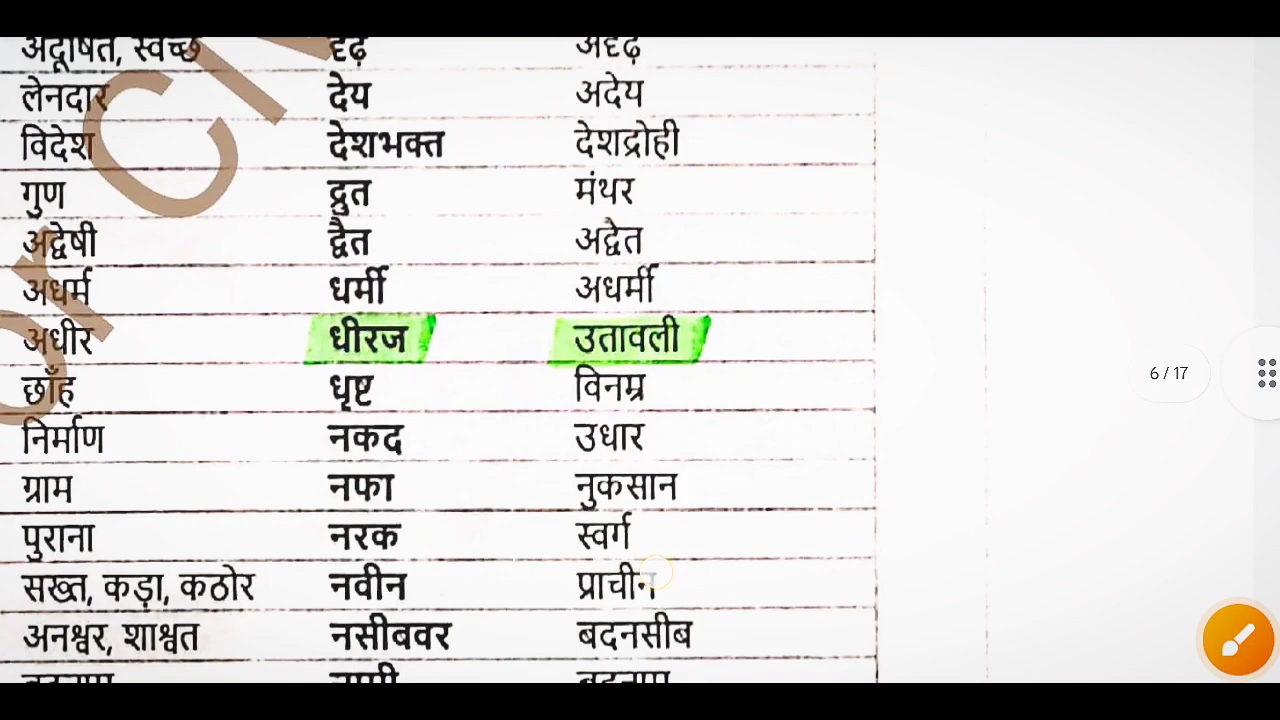 अदूषित, स्वच्छ दृढ़ अदृढ़
लेनदार देय अदेय
विदेश देशभक्त देशद्रोही
गुण द्रुत मंथर
अद्वेषी द्वैत अद्वैत
अधर्म धर्मी अधर्मी
अधीर धीरज उतावली
छाँह धृष्ट विनम्र
निर्माण नकद उधार
ग्राम नफा नुकसान
पुराना नरक स्वर्ग
सख्त, कड़ा, कठोर नवीन प्राचीन
अनश्वर, शाश्वत नसीबवर बदनसीब
6 / 17